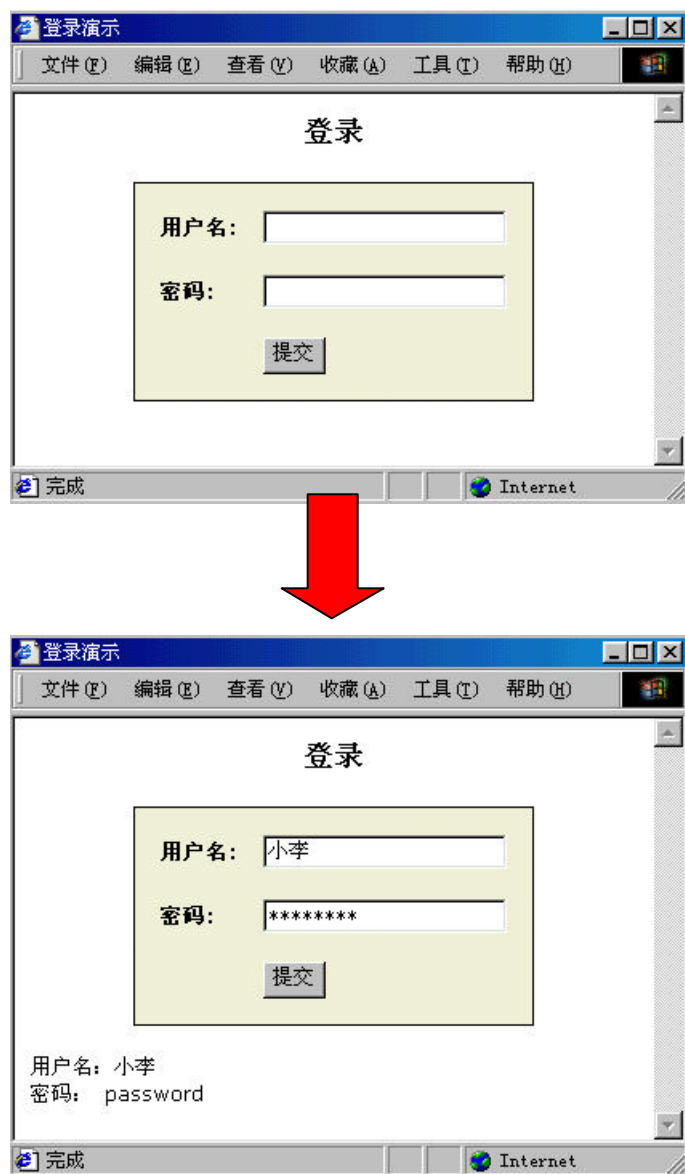 登录演示
文件(F) 编辑(E) 查看(V) 收藏(A) 工具(T) 帮助(H)
登录
用户名:
密码:
提交
完成 Internet
登录演示
文件(F) 编辑(E) 查看(V) 收藏(A) 工具(T) 帮助(H)
登录
用户名: 小李
密码: ********
提交
用户名：小李
密码： password
完成 Internet